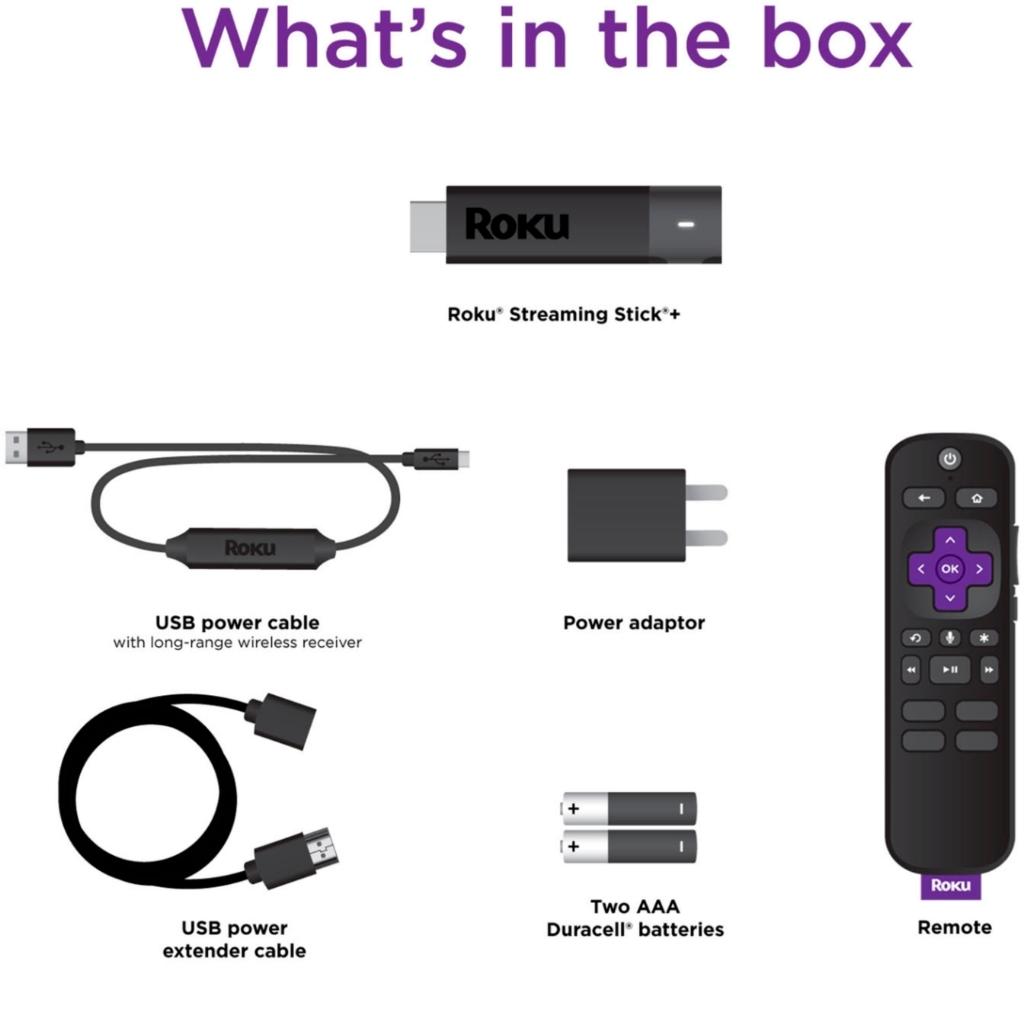 What's in the box
ROKU
Roku® Streaming Stick®+
ROKU
USB power cable
with long-range wireless receiver
Power adaptor
OK
USB power
extender cable
+
+
Two AAA
Duracell® batteries
ROKU
Remote